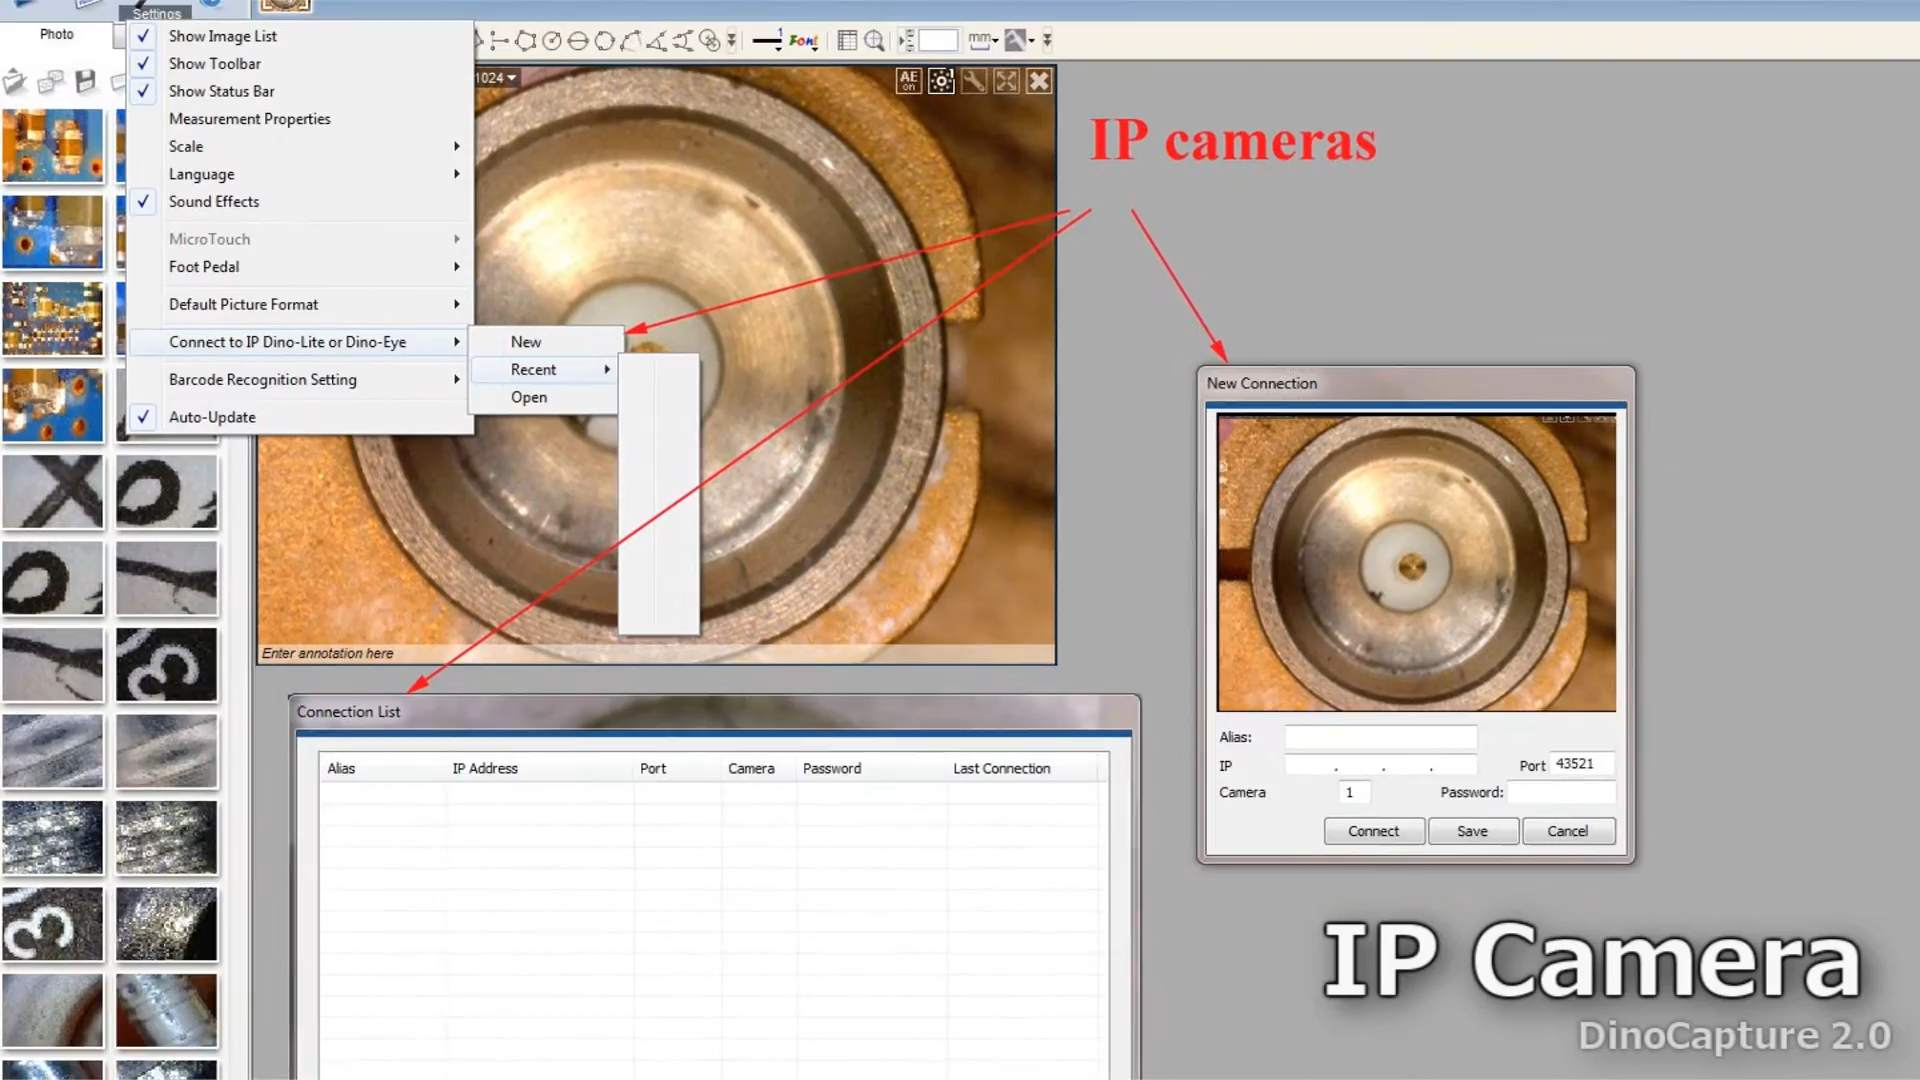 Settings
Photo
Show Image List
Show Toolbar
Show Status Bar
Measurement Properties
Scale
Language
Sound Effects
MicroTouch
Foot Pedal
Default Picture Format
Connect to IP Dino-Lite or Dino-Eye
Barcode Recognition Setting
Auto-Update
New
Recent
Open
1
Font
mm
1024
AE
on
1
IP cameras
Enter annotation here
New Connection
Alias:
IP . . . Port 43521
Camera 1 Password:
Connect Save Cancel
Connection List
Alias IP Address Port Camera Password Last Connection
IP Camera
DinoCapture 2.0